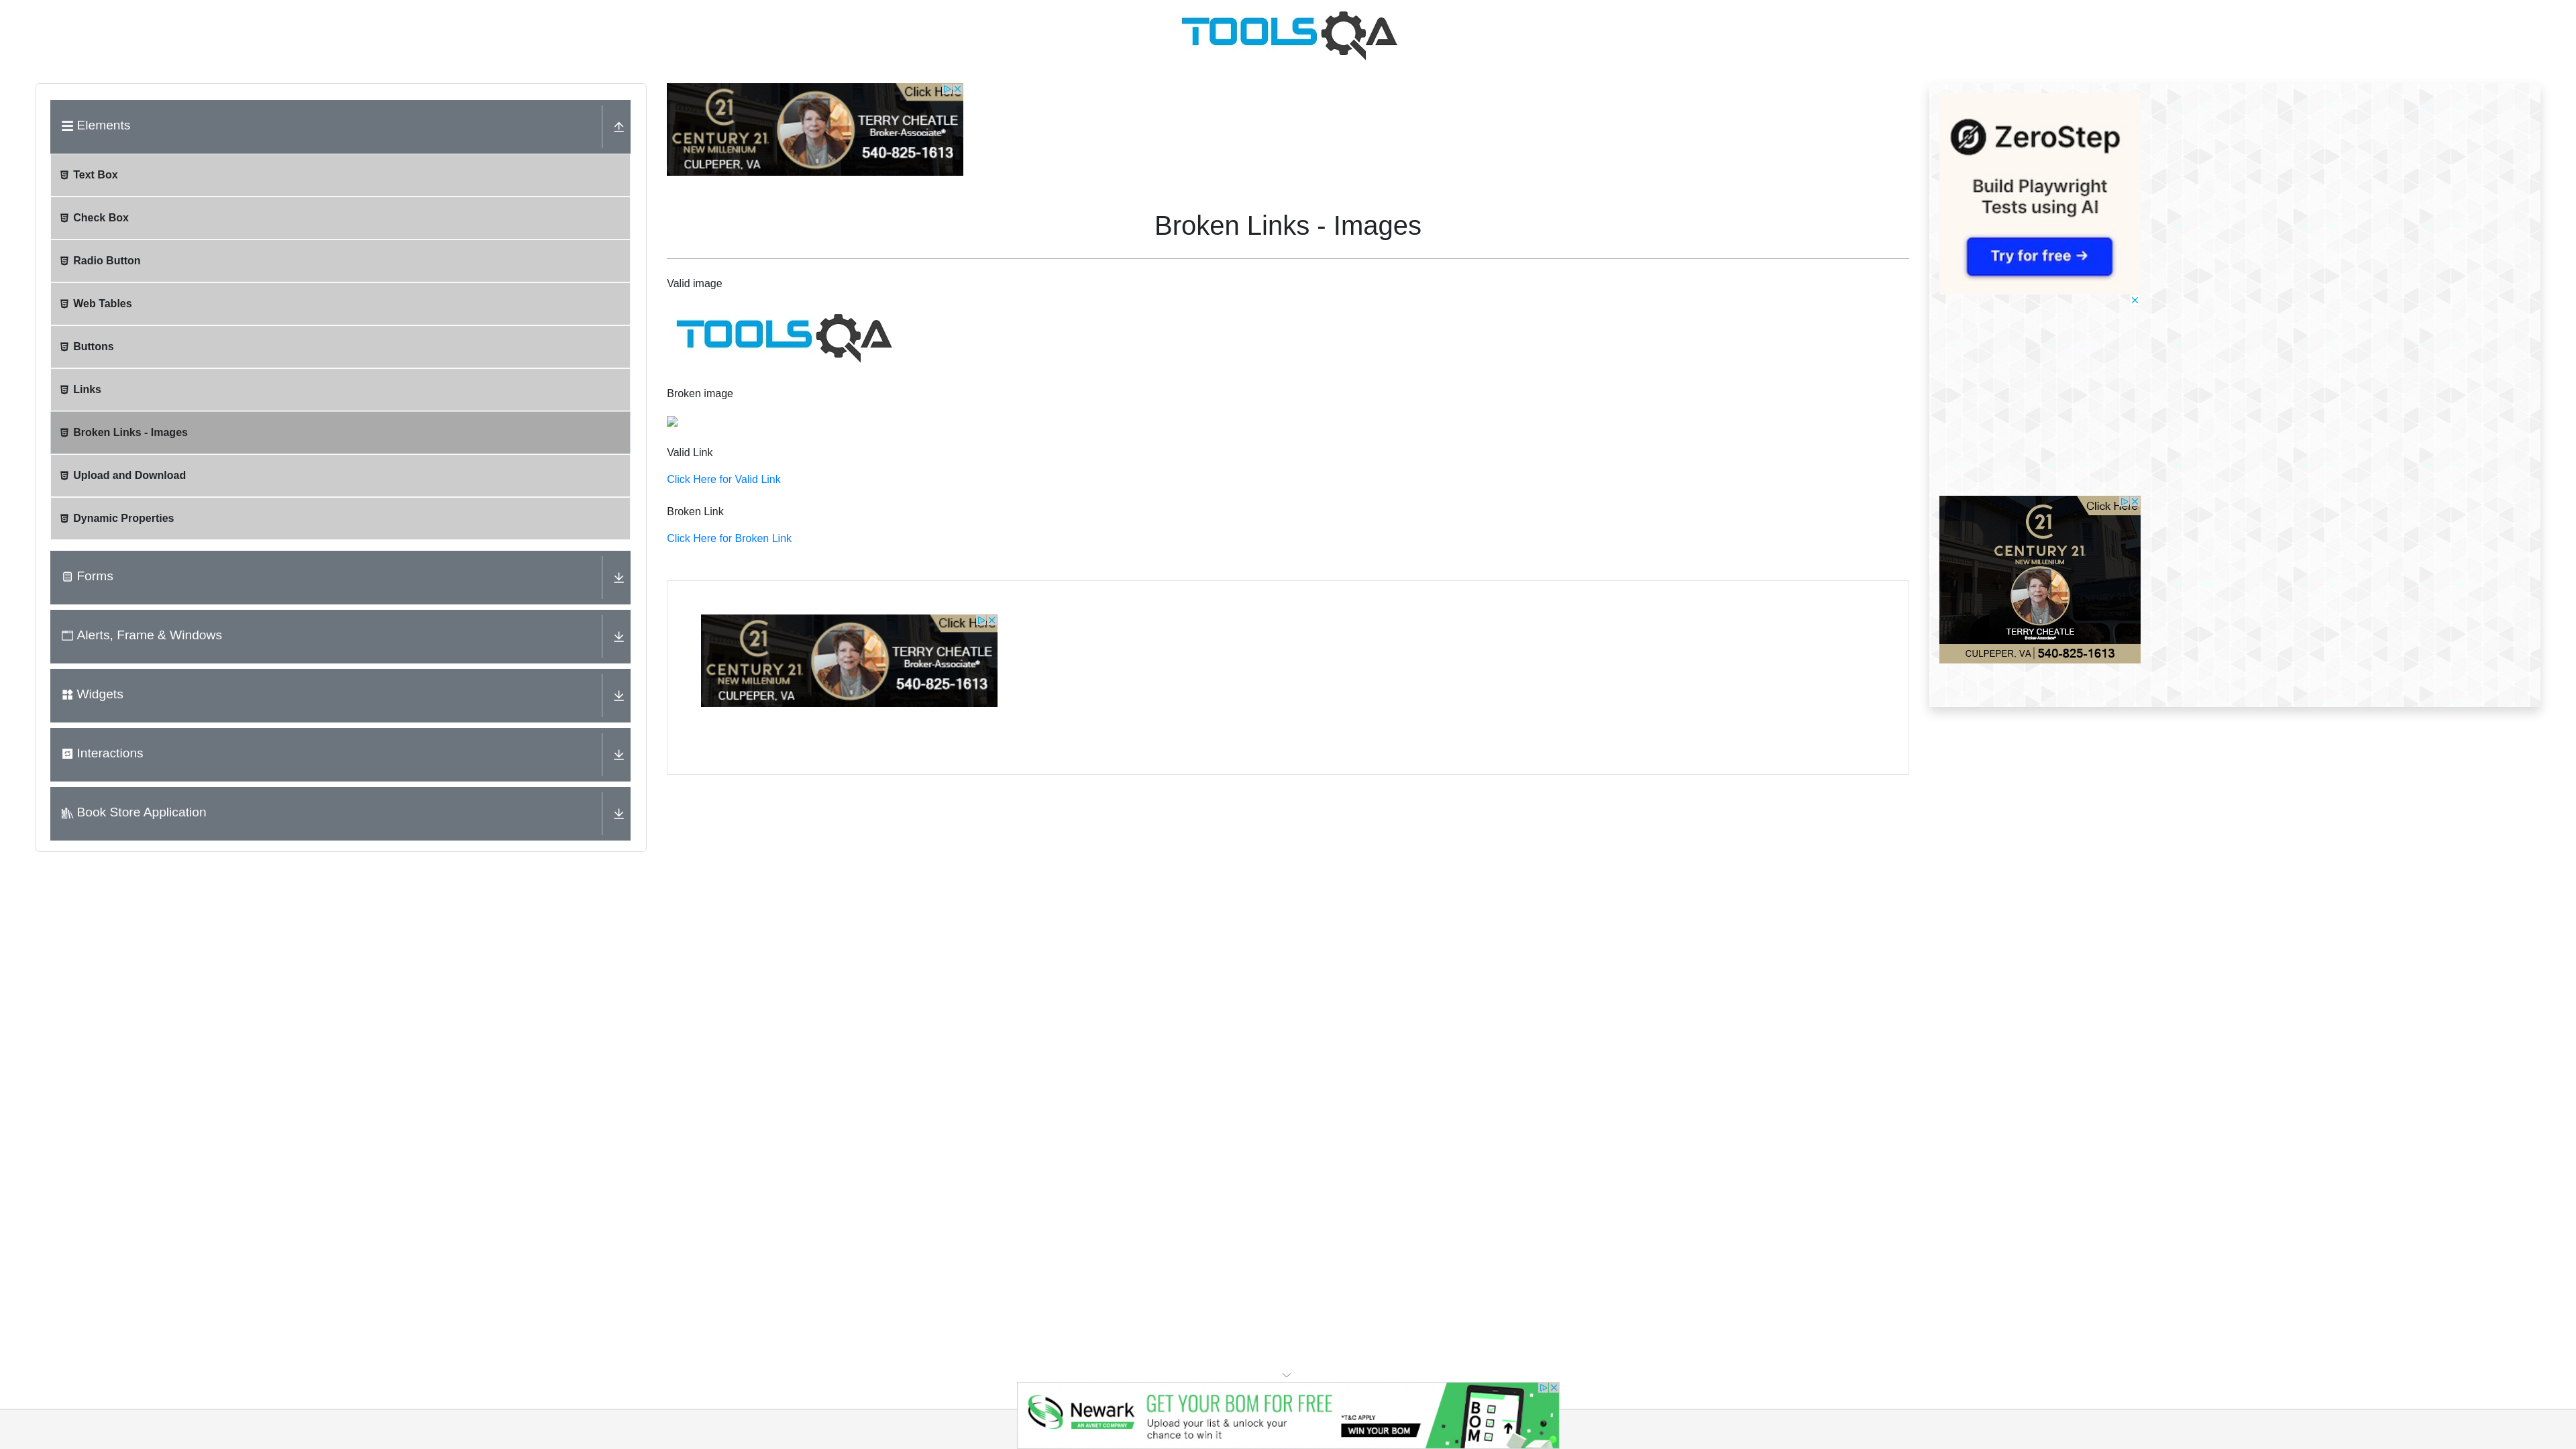 TOOLSQA
Elements
Text Box
Check Box
Radio Button
Web Tables
Buttons
Links
Broken Links - Images
Upload and Download
Dynamic Properties
Forms
Alerts, Frame & Windows
Widgets
Interactions
Book Store Application
Click Here
21
CENTURY 21
NEW MILLENIUM
CULPEPER, VA
TERRY CHEATLE
Broker-Associate*
540-825-1613
Broken Links - Images
Valid image
TOOLSQA
Broken image
Valid Link
Click Here for Valid Link
Broken Link
Click Here for Broken Link
Click Here
21
CENTURY 21
NEW MILLENIUM
CULPEPER, VA
TERRY CHEATLE
Broker-Associate*
540-825-1613
ZeroStep
Build Playwright
Tests using AI
Try for free →
Click Here
21
CENTURY 21
NEW MILLENIUM
TERRY CHEATLE
Broker-Associate*
CULPEPER, VA | 540-825-1613
Newark
AN AVNET COMPANY
GET YOUR BOM FOR FREE
Upload your list & unlock your
chance to win it
*T&C APPLY
WIN YOUR BOM
BOM